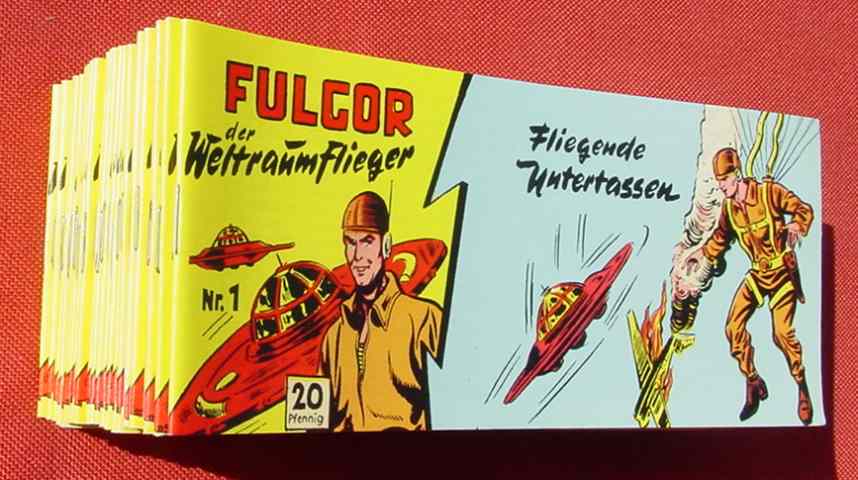 FULGOR
der
Weltraumflieger
Nr. 1
20
Pfennig
Fliegende
Untertassen